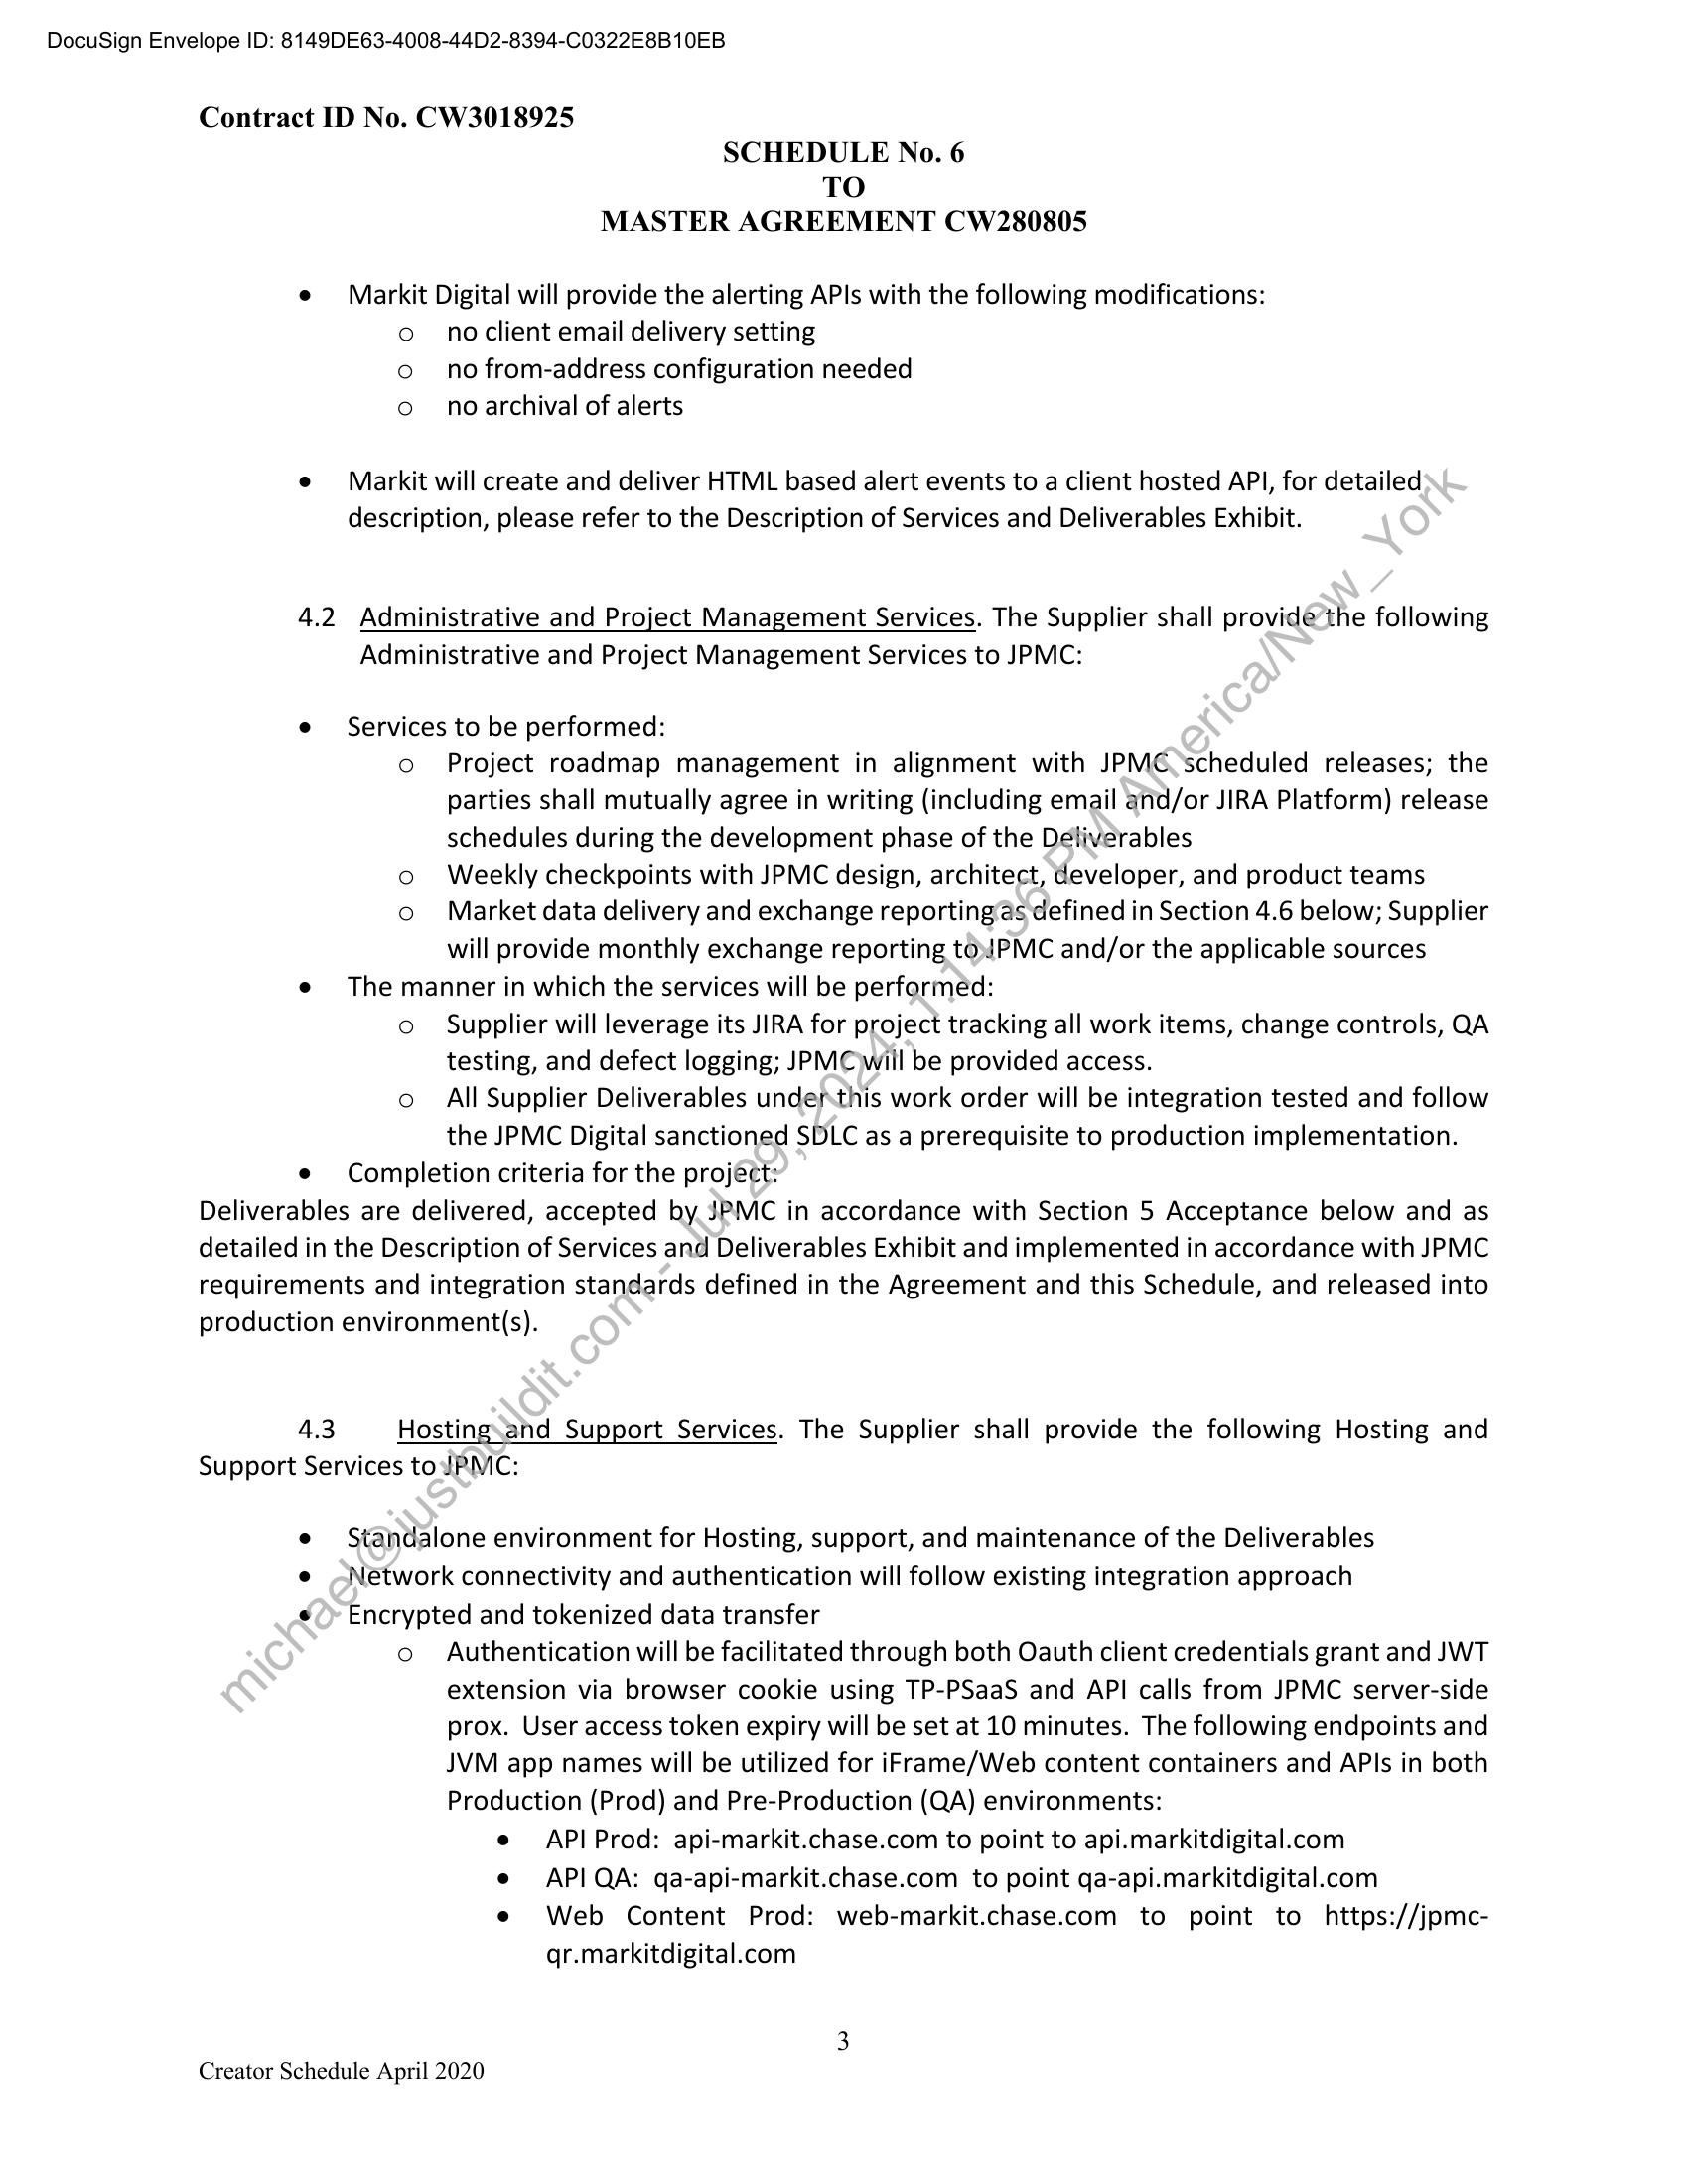 DocuSign Envelope ID: 8149DE63-4008-44D2-8394-C0322E8B10EB
Contract ID No. CW3018925
SCHEDULE No. 6
TO
MASTER AGREEMENT CW280805
• Markit Digital will provide the alerting APIs with the following modifications:
o no client email delivery setting
o no from-address configuration needed
o no archival of alerts
• Markit will create and deliver HTML based alert events to a client hosted API, for detailed
description, please refer to the Description of Services and Deliverables Exhibit.
4.2 Administrative and Project Management Services. The Supplier shall provide the following
Administrative and Project Management Services to JPMC:
• Services to be performed:
o Project roadmap management in alignment with JPMC scheduled releases; the
parties shall mutually agree in writing (including email and/or JIRA Platform) release
schedules during the development phase of the Deliverables
o Weekly checkpoints with JPMC design, architect, developer, and product teams
o Market data delivery and exchange reporting as defined in Section 4.6 below; Supplier
will provide monthly exchange reporting to JPMC and/or the applicable sources
• The manner in which the services will be performed:
o Supplier will leverage its JIRA for project tracking all work items, change controls, QA
testing, and defect logging; JPMC will be provided access.
o All Supplier Deliverables under this work order will be integration tested and follow
the JPMC Digital sanctioned SDLC as a prerequisite to production implementation.
• Completion criteria for the project:
Deliverables are delivered, accepted by JPMC in accordance with Section 5 Acceptance below and as
detailed in the Description of Services and Deliverables Exhibit and implemented in accordance with JPMC
requirements and integration standards defined in the Agreement and this Schedule, and released into
production environment(s).
4.3 Hosting and Support Services. The Supplier shall provide the following Hosting and
Support Services to JPMC:
• Standalone environment for Hosting, support, and maintenance of the Deliverables
• Network connectivity and authentication will follow existing integration approach
• Encrypted and tokenized data transfer
o Authentication will be facilitated through both Oauth client credentials grant and JWT
extension via browser cookie using TP-PSaaS and API calls from JPMC server-side
prox. User access token expiry will be set at 10 minutes. The following endpoints and
JVM app names will be utilized for iFrame/Web content containers and APIs in both
Production (Prod) and Pre-Production (QA) environments:
• API Prod: api-markit.chase.com to point to api.markitdigital.com
• API QA: qa-api-markit.chase.com to point qa-api.markitdigital.com
• Web Content Prod: web-markit.chase.com to point to https://jpmc-
qr.markitdigital.com
3
Creator Schedule April 2020
michael@justbuildit.com - Jul 29, 2024, 1:14:36 PM America/New_York